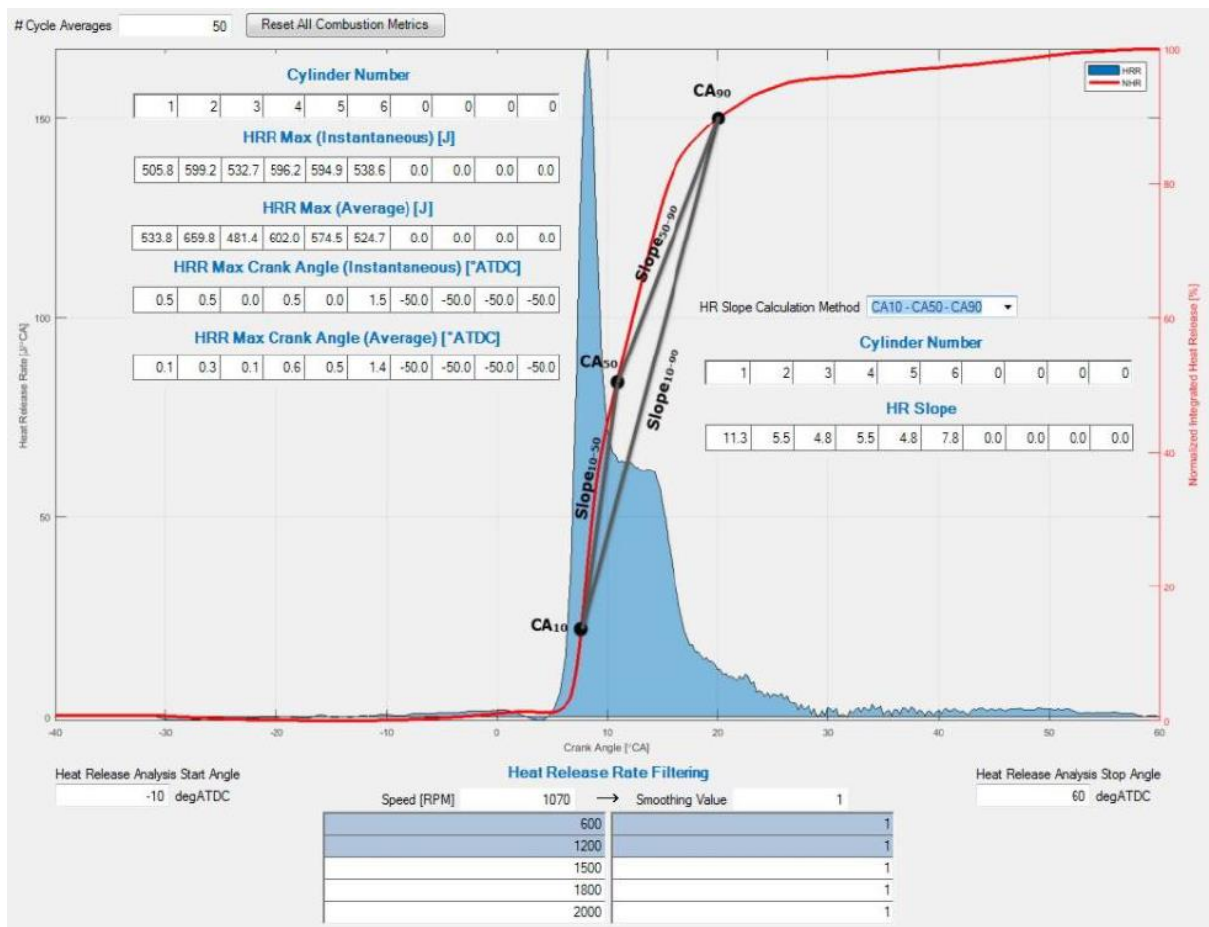 # Cycle Averages 50 Reset All Combustion Metrics
Cylinder Number
1 2 3 4 5 6 0 0 0 0
HRR Max (Instantaneous) [J]
505.8 599.2 532.7 596.2 594.9 538.6 0.0 0.0 0.0 0.0
HRR Max (Average) [J]
533.8 659.8 481.4 602.0 574.5 524.7 0.0 0.0 0.0 0.0
HRR Max Crank Angle (Instantaneous) [°ATDC]
0.5 0.5 0.0 0.5 0.0 1.5 -50.0 -50.0 -50.0 -50.0
HRR Max Crank Angle (Average) [°ATDC]
0.1 0.3 0.1 0.6 0.5 1.4 -50.0 -50.0 -50.0 -50.0
HRR
NHR
CA90
CA50
CA10
Slope50-90
Slope10-90
Slope10-50
HR Slope Calculation Method CA10 - CA50 - CA90
Cylinder Number
1 2 3 4 5 6 0 0 0 0
HR Slope
11.3 5.5 4.8 5.5 4.8 7.8 0.0 0.0 0.0 0.0
Heat Release Rate [J/°CA]
150
100
50
0
Normalized Integrated Heat Release [%]
100
80
60
40
20
0
-40 -30 -20 -10 0 10 20 30 40 50 60
Crank Angle [°CA]
Heat Release Analysis Start Angle
-10 degATDC
Heat Release Rate Filtering
Speed [RPM] 1070 → Smoothing Value 1
600 1
1200 1
1500 1
1800 1
2000 1
Heat Release Analysis Stop Angle
60 degATDC